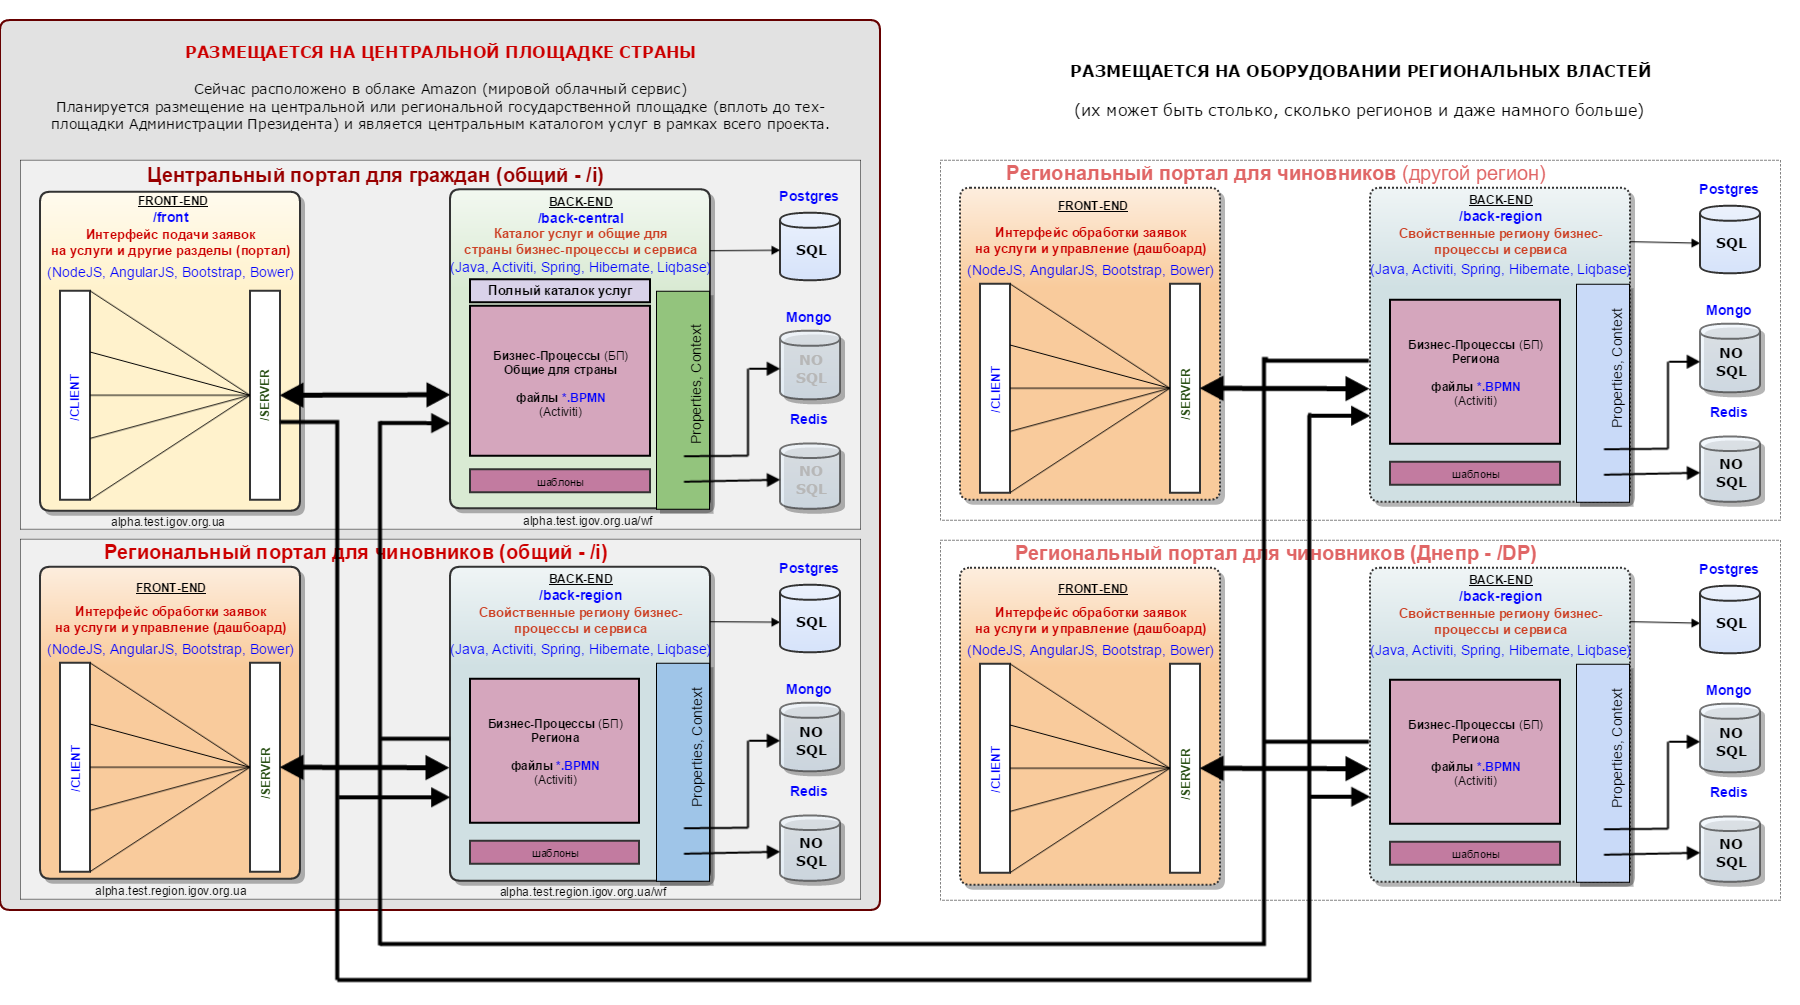 РАЗМЕЩАЕТСЯ НА ЦЕНТРАЛЬНОЙ ПЛОЩАДКЕ СТРАНЫ
Сейчас расположено в облаке Amazon (мировой облачный сервис)
Планируется размещение на центральной или региональной государственной площадке (вплоть до тех-
площадки Администрации Президента) и является центральным каталогом услуг в рамках всего проекта.
Центральный портал для граждан (общий - /i)
FRONT-END
/front
Интерфейс подачи заявок
на услуги и другие разделы (портал)
(NodeJS, AngularJS, Bootstrap, Bower)
/CLIENT
/SERVER
alpha.test.igov.org.ua
BACK-END
/back-central
Каталог услуг и общие для
страны бизнес-процессы и сервиса
(Java, Activiti, Spring, Hibernate, Liqbase)
Полный каталок услуг
Бизнес-Процессы (БП)
Общие для страны
файлы *.BPMN
(Activiti)
шаблоны
Properties, Context
alpha.test.igov.org.ua/wf
Postgres
SQL
Mongo
NO
SQL
Redis
NO
SQL
Региональный портал для чиновников (общий - /i)
FRONT-END
Интерфейс обработки заявок
на услуги и управление (дашбоард)
(NodeJS, AngularJS, Bootstrap, Bower)
/CLIENT
/SERVER
alpha.test.region.igov.org.ua
BACK-END
/back-region
Свойственные региону бизнес-
процессы и сервиса
(Java, Activiti, Spring, Hibernate, Liqbase)
Бизнес-Процессы (БП)
Региона
файлы *.BPMN
(Activiti)
шаблоны
Properties, Context
alpha.test.region.igov.org.ua/wf
Postgres
SQL
Mongo
NO
SQL
Redis
NO
SQL
РАЗМЕЩАЕТСЯ НА ОБОРУДОВАНИИ РЕГИОНАЛЬНЫХ ВЛАСТЕЙ
(их может быть столько, сколько регионов и даже намного больше)
Региональный портал для чиновников (другой регион)
FRONT-END
Интерфейс обработки заявок
на услуги и управление (дашбоард)
(NodeJS, AngularJS, Bootstrap, Bower)
/CLIENT
/SERVER
BACK-END
/back-region
Свойственные региону бизнес-
процессы и сервиса
(Java, Activiti, Spring, Hibernate, Liqbase)
Бизнес-Процессы (БП)
Региона
файлы *.BPMN
(Activiti)
шаблоны
Properties, Context
Postgres
SQL
Mongo
NO
SQL
Redis
NO
SQL
Региональный портал для чиновников (Днепр - /DP)
FRONT-END
Интерфейс обработки заявок
на услуги и управление (дашбоард)
(NodeJS, AngularJS, Bootstrap, Bower)
/CLIENT
/SERVER
BACK-END
/back-region
Свойственные региону бизнес-
процессы и сервиса
(Java, Activiti, Spring, Hibernate, Liqbase)
Бизнес-Процессы (БП)
Региона
файлы *.BPMN
(Activiti)
шаблоны
Properties, Context
Postgres
SQL
Mongo
NO
SQL
Redis
NO
SQL